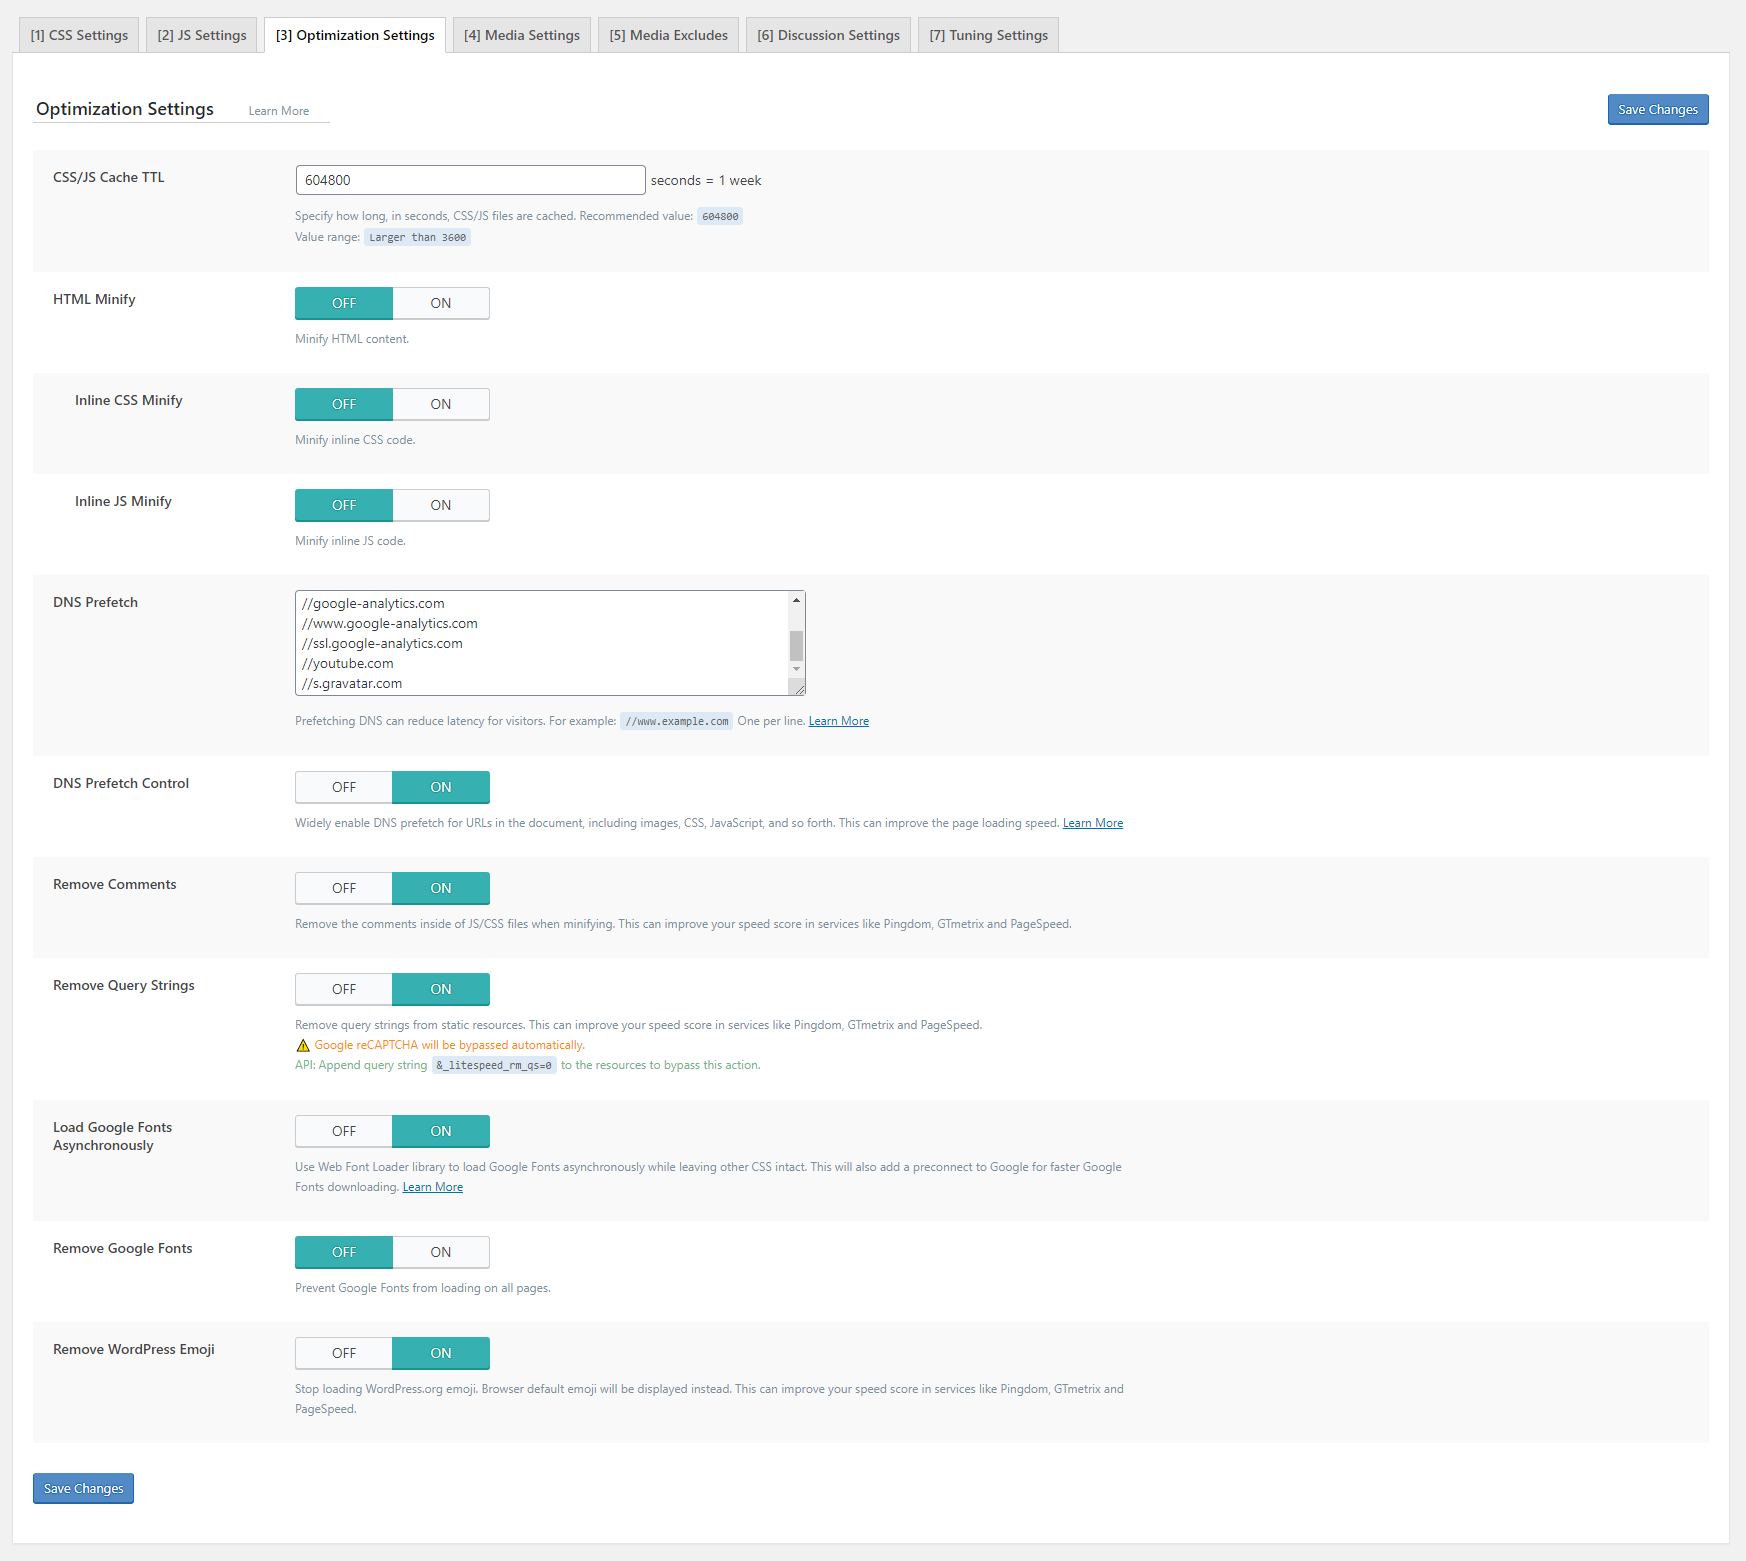 [1] CSS Settings [2] JS Settings [3] Optimization Settings [4] Media Settings [5] Media Excludes [6] Discussion Settings [7] Tuning Settings
Optimization Settings Learn More Save Changes
CSS/JS Cache TTL 604800 seconds = 1 week
Specify how long, in seconds, CSS/JS files are cached. Recommended value: 604800
Value range: Larger than 3600
HTML Minify OFF ON
Minify HTML content.
Inline CSS Minify OFF ON
Minify inline CSS code.
Inline JS Minify OFF ON
Minify inline JS code.
DNS Prefetch //google-analytics.com
//www.google-analytics.com
//ssl.google-analytics.com
//youtube.com
//s.gravatar.com
Prefetching DNS can reduce latency for visitors. For example: //www.example.com One per line. Learn More
DNS Prefetch Control OFF ON
Widely enable DNS prefetch for URLs in the document, including images, CSS, JavaScript, and so forth. This can improve the page loading speed. Learn More
Remove Comments OFF ON
Remove the comments inside of JS/CSS files when minifying. This can improve your speed score in services like Pingdom, GTmetrix and PageSpeed.
Remove Query Strings OFF ON
Remove query strings from static resources. This can improve your speed score in services like Pingdom, GTmetrix and PageSpeed.
Google reCAPTCHA will be bypassed automatically.
API: Append query string &_litespeed_rm_qs=0 to the resources to bypass this action.
Load Google Fonts
Asynchronously OFF ON
Use Web Font Loader library to load Google Fonts asynchronously while leaving other CSS intact. This will also add a preconnect to Google for faster Google
Fonts downloading. Learn More
Remove Google Fonts OFF ON
Prevent Google Fonts from loading on all pages.
Remove WordPress Emoji OFF ON
Stop loading WordPress.org emoji. Browser default emoji will be displayed instead. This can improve your speed score in services like Pingdom, GTmetrix and
PageSpeed.
Save Changes